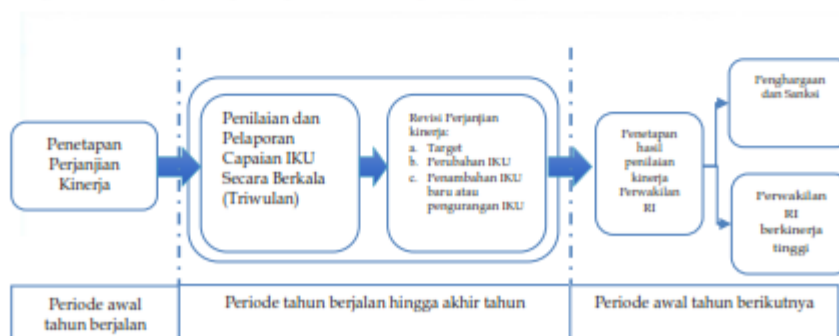 Penetapan
Perjanjian
Kinerja
Penilaian dan
Pelaporan
Capaian IKU
Secara Berkala
(Triwulan)
Revisi Perjanjian
kinerja:
a. Target
b. Perubahan IKU
c. Penambahan IKU
baru atau
pengurangan IKU
Penetapan
hasil
penilaian
kinerja
Perwakilan
RI
Penghargaan
dan Sanksi
Perwakilan
RI
berkinerja
tinggi
Periode awal
tahun berjalan
Periode tahun berjalan hingga akhir tahun
Periode awal tahun berikutnya